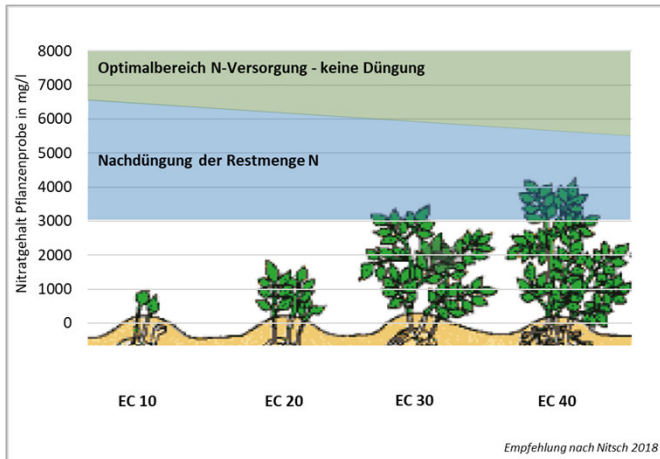 Nitratgehalt Pflanzenprobe in mg/l
8000
7000
6000
5000
4000
3000
2000
1000
0
Optimalbereich N-Versorgung - keine Düngung
Nachdüngung der Restmenge N
EC 10
EC 20
EC 30
EC 40
Empfehlung nach Nitsch 2018